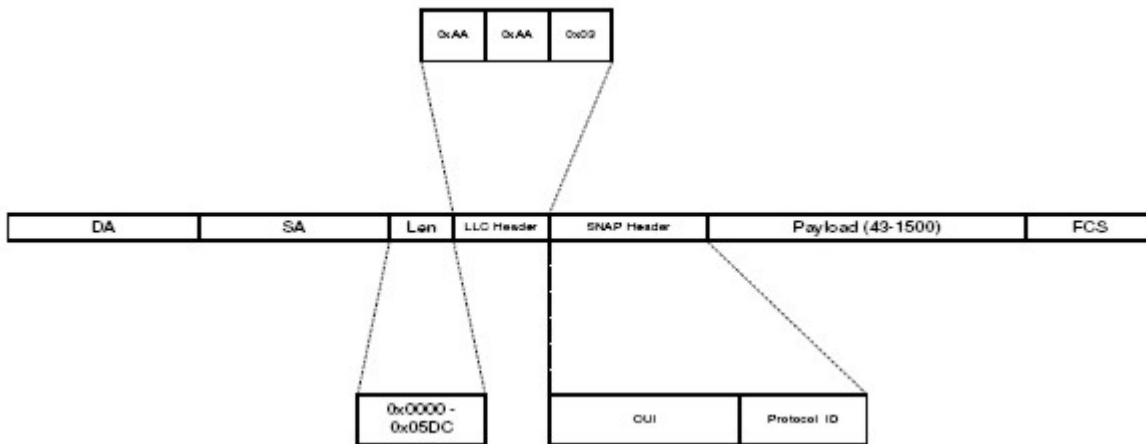 0xAA 0xAA 0x03
DA SA Len LLC Header SNAP Header Payload (43-1500) FCS
0x0000 -
0x05DC
OUI Protocol ID